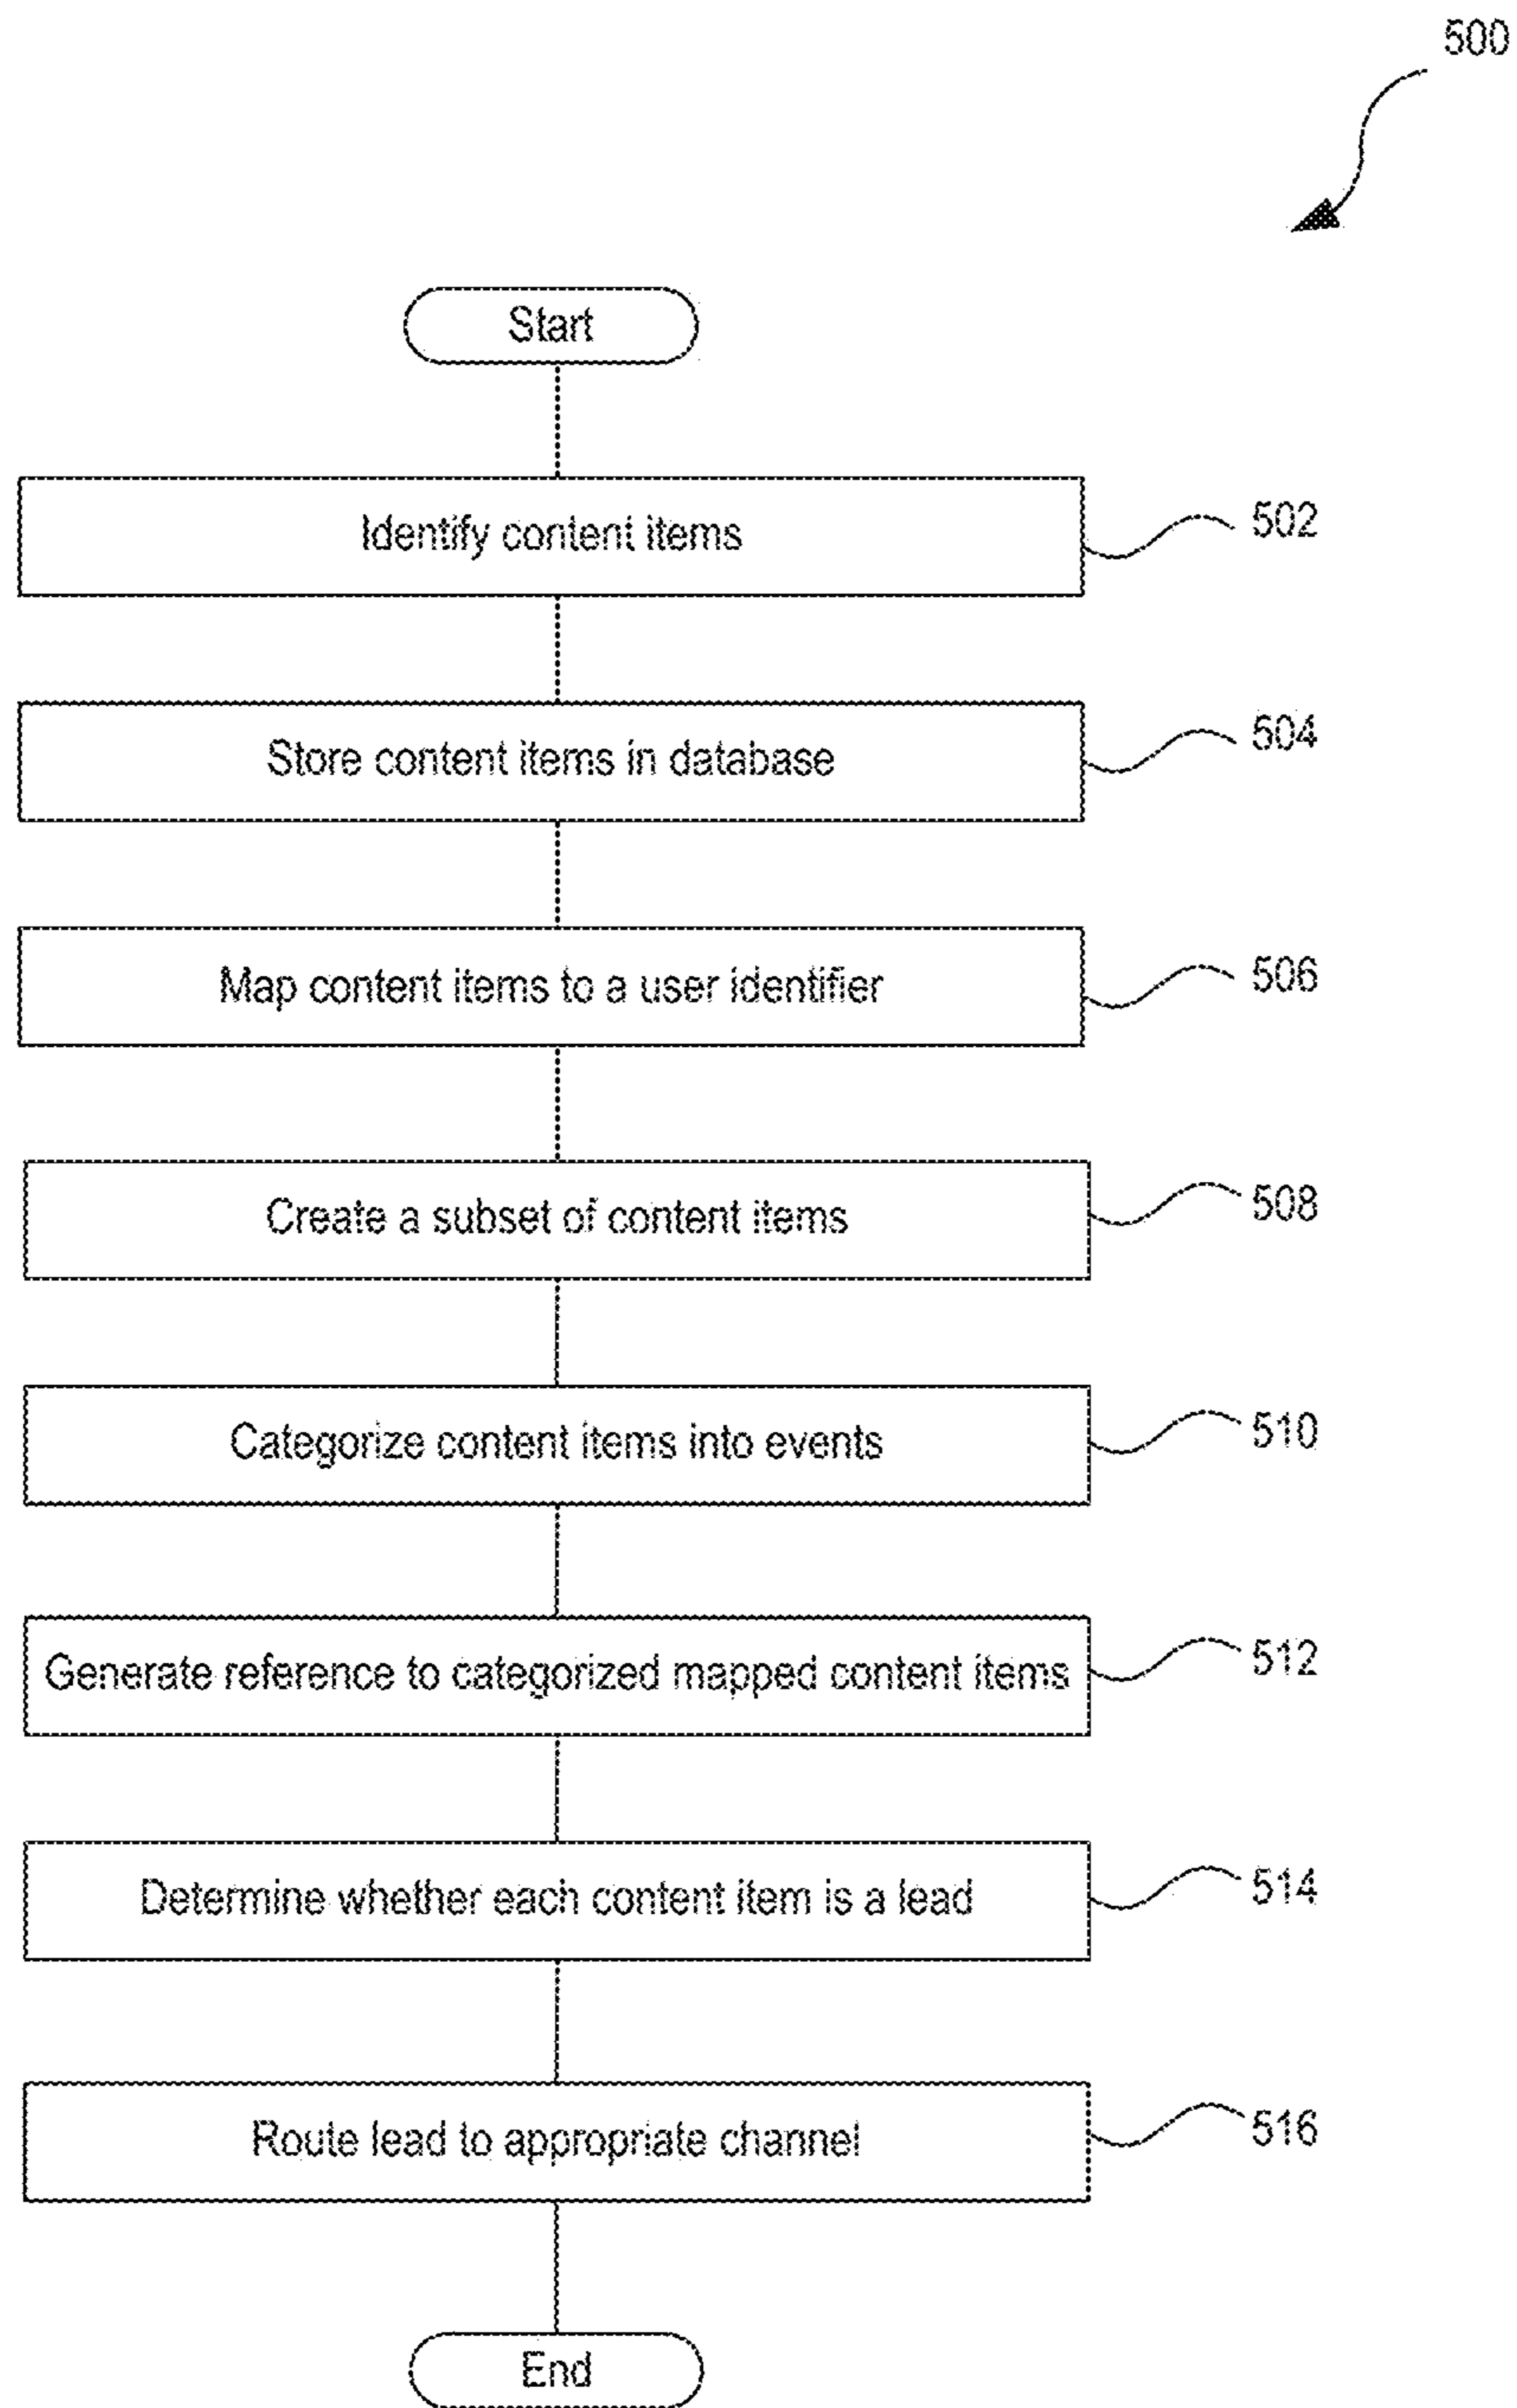 500
Start
Identify content items
502
Store content items in database
504
Map content items to a user identifier
506
Create a subset of content items
508
Categorize content items into events
510
Generate reference to categorized mapped content items
512
Determine whether each content item is a lead
514
Route lead to appropriate channel
516
End